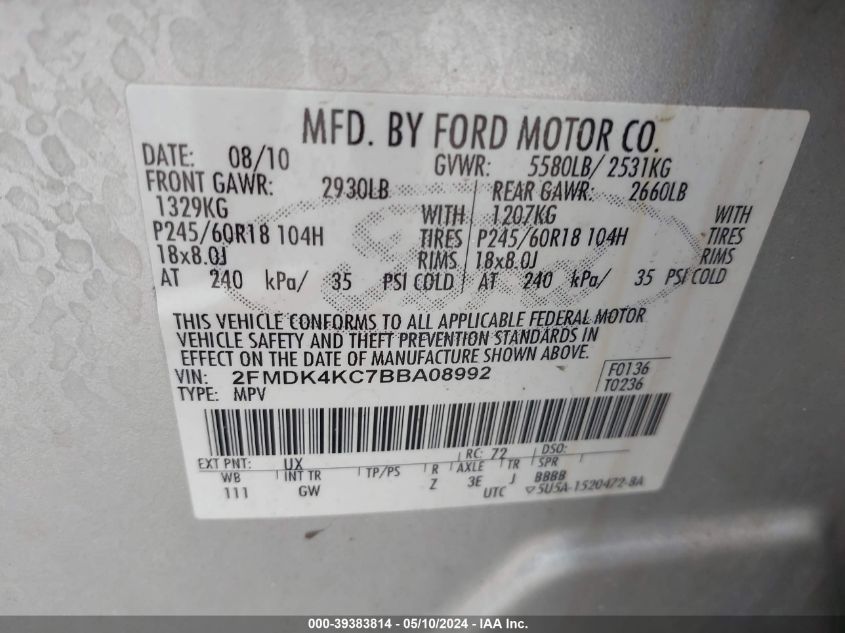 MFD. BY FORD MOTOR CO.
DATE: 08/10 GVWR: 5580LB/ 2531KG
FRONT GAWR: 2930LB REAR GAWR: 2660LB
1329KG WITH 1207KG WITH
P245/60R18 104H TIRES P245/60R18 104H TIRES
18x8.0J RIMS 18x8.0J RIMS
AT 240 kPa/ 35 PSI COLD AT 240 kPa/ 35 PSI COLD
THIS VEHICLE CONFORMS TO ALL APPLICABLE FEDERAL MOTOR
VEHICLE SAFETY AND THEFT PREVENTION STANDARDS IN
EFFECT ON THE DATE OF MANUFACTURE SHOWN ABOVE.
VIN: 2FMDK4KC7BBA08992 F0136
TYPE: MPV T0236
EXT PNT: UX RC: 72 DSO:
WB INT TR TP/PS R AXLE TR SPR
111 GW Z 3E J BBBB
UTC ▽5U5A-1520472-BA
000-39383814 - 05/10/2024 - IAA Inc.